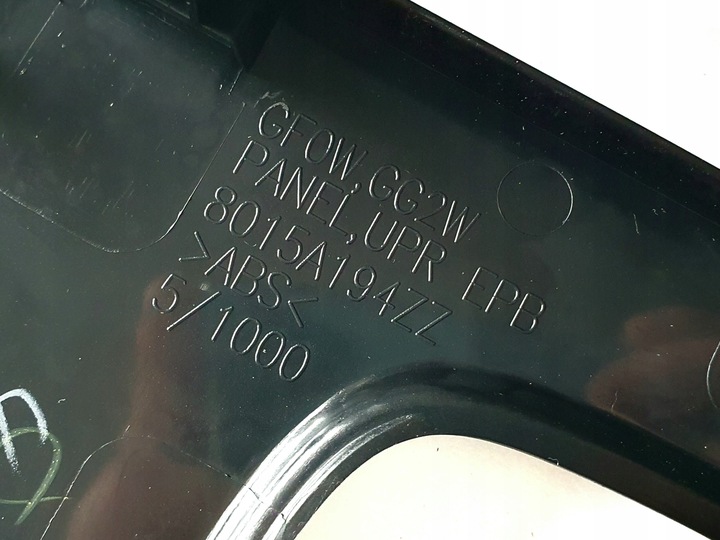 GF0W,GG2W
PANEL,UPR EPB
8015A194ZZ
>ABS<
5/1000